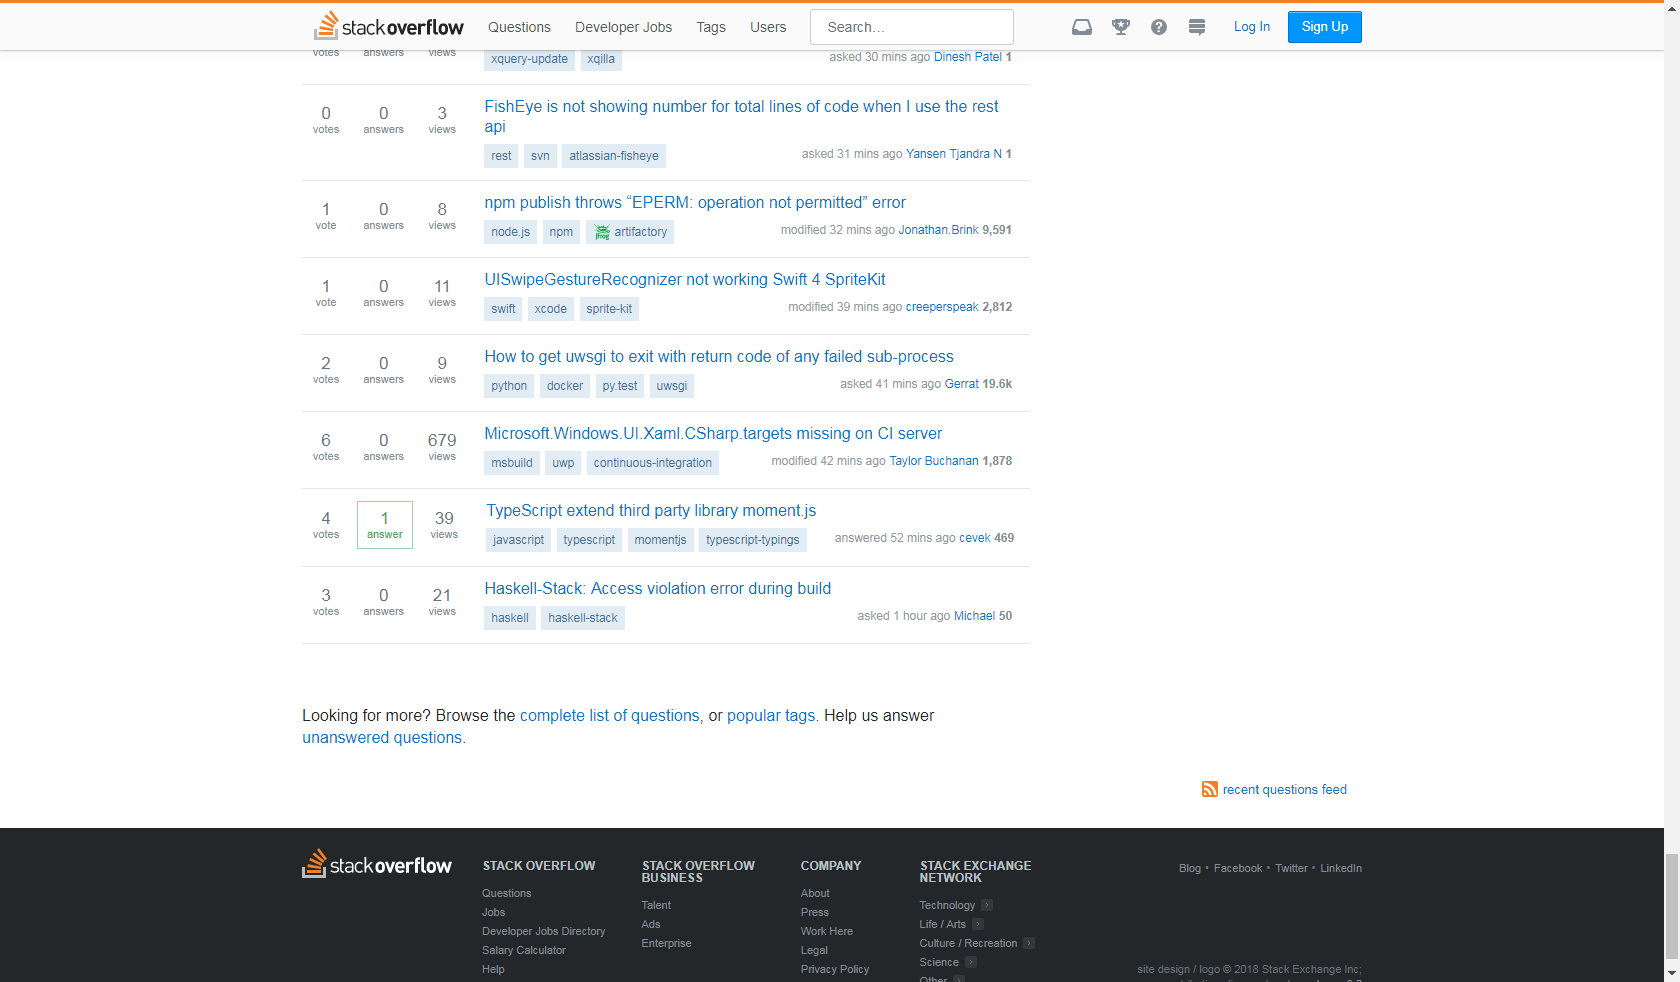 stackoverflow Questions Developer Jobs Tags Users Search... Log In Sign Up
votes answers views xquery-update xqilla asked 30 mins ago Dinesh Patel 1
0 votes 0 answers 3 views
FishEye is not showing number for total lines of code when I use the rest
api
rest svn atlassian-fisheye asked 31 mins ago Yansen Tjandra N 1
1 vote 0 answers 8 views
npm publish throws “EPERM: operation not permitted” error
node.js npm artifactory modified 32 mins ago Jonathan.Brink 9,591
1 vote 0 answers 11 views
UISwipeGestureRecognizer not working Swift 4 SpriteKit
swift xcode sprite-kit modified 39 mins ago creeperspeak 2,812
2 votes 0 answers 9 views
How to get uwsgi to exit with return code of any failed sub-process
python docker py.test uwsgi asked 41 mins ago Gerrat 19.6k
6 votes 0 answers 679 views
Microsoft.Windows.UI.Xaml.CSharp.targets missing on CI server
msbuild uwp continuous-integration modified 42 mins ago Taylor Buchanan 1,878
4 votes 1 answer 39 views
TypeScript extend third party library moment.js
javascript typescript momentjs typescript-typings answered 52 mins ago cevek 469
3 votes 0 answers 21 views
Haskell-Stack: Access violation error during build
haskell haskell-stack asked 1 hour ago Michael 50
Looking for more? Browse the complete list of questions, or popular tags. Help us answer
unanswered questions.
recent questions feed
stackoverflow
STACK OVERFLOW
Questions
Jobs
Developer Jobs Directory
Salary Calculator
Help
STACK OVERFLOW
BUSINESS
Talent
Ads
Enterprise
COMPANY
About
Press
Work Here
Legal
Privacy Policy
STACK EXCHANGE
NETWORK
Technology
Life / Arts
Culture / Recreation
Science
Other
Blog • Facebook • Twitter • LinkedIn
site design / logo © 2018 Stack Exchange Inc;